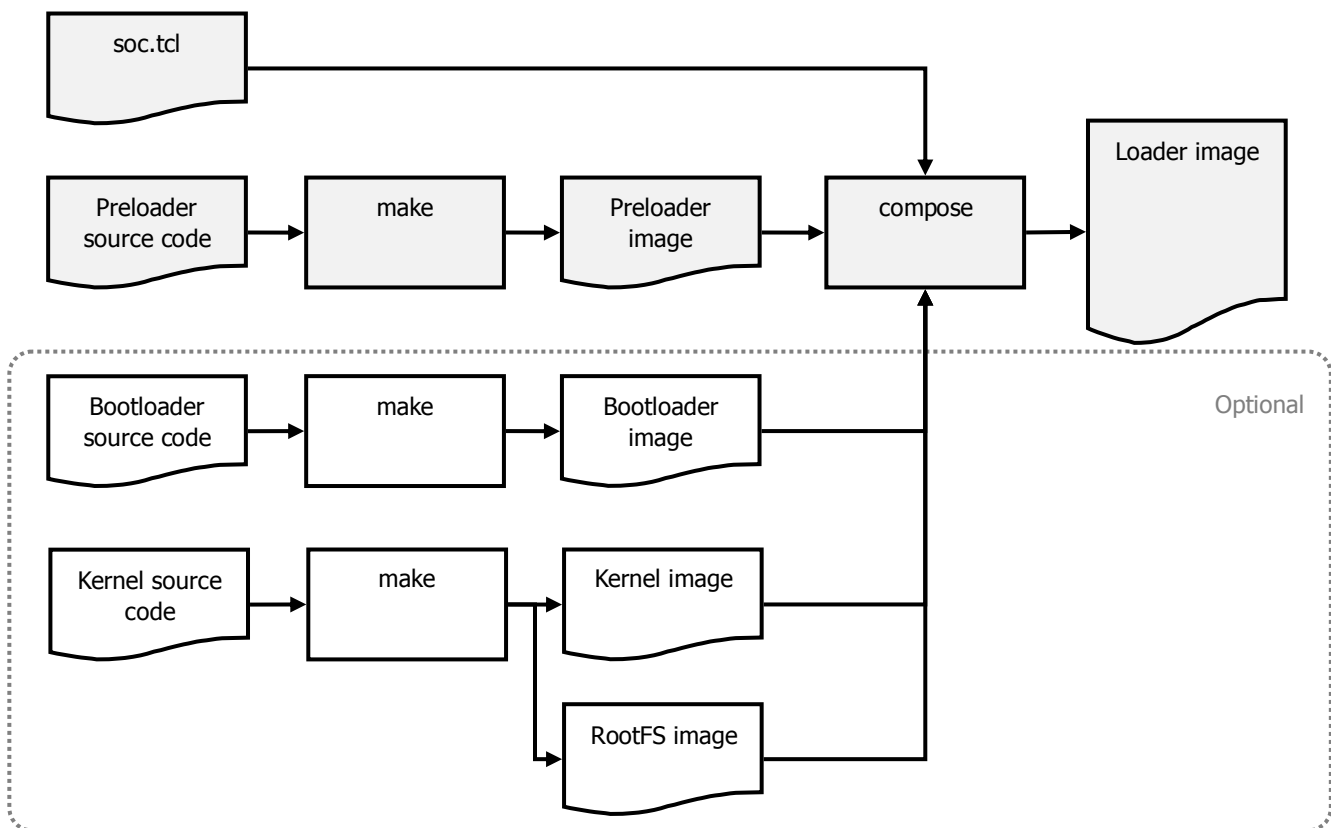 soc.tcl
Loader image
Preloader
source code
make
Preloader
image
compose
Bootloader
source code
make
Bootloader
image
Optional
Kernel source
code
make
Kernel image
RootFS image